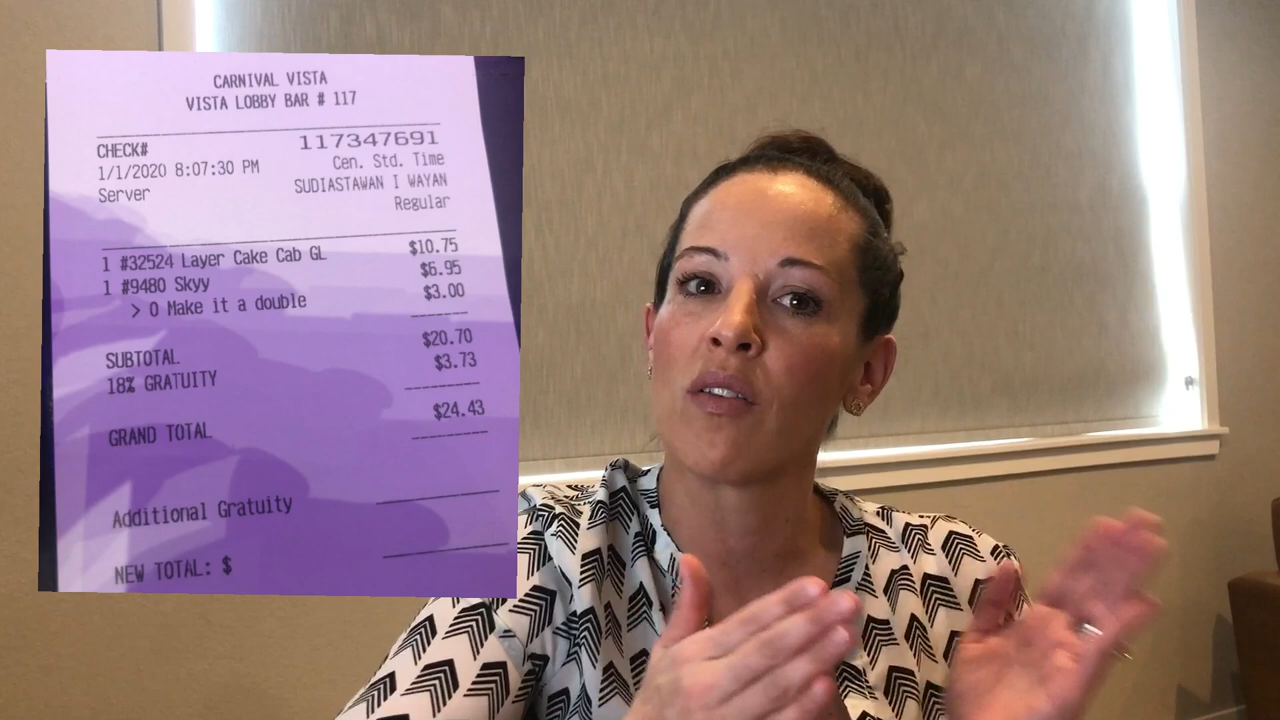 CARNIVAL VISTA
VISTA LOBBY BAR # 117
CHECK# 117347691
1/1/2020 8:07:30 PM Cen. Std. Time
Server SUDIASTAWAN I WAYAN
Regular
1 #32524 Layer Cake Cab GL $10.75
1 #9480 Skyy $6.95
> 0 Make it a double $3.00
SUBTOTAL $20.70
18% GRATUITY $3.73
GRAND TOTAL $24.43
Additional Gratuity
NEW TOTAL: $